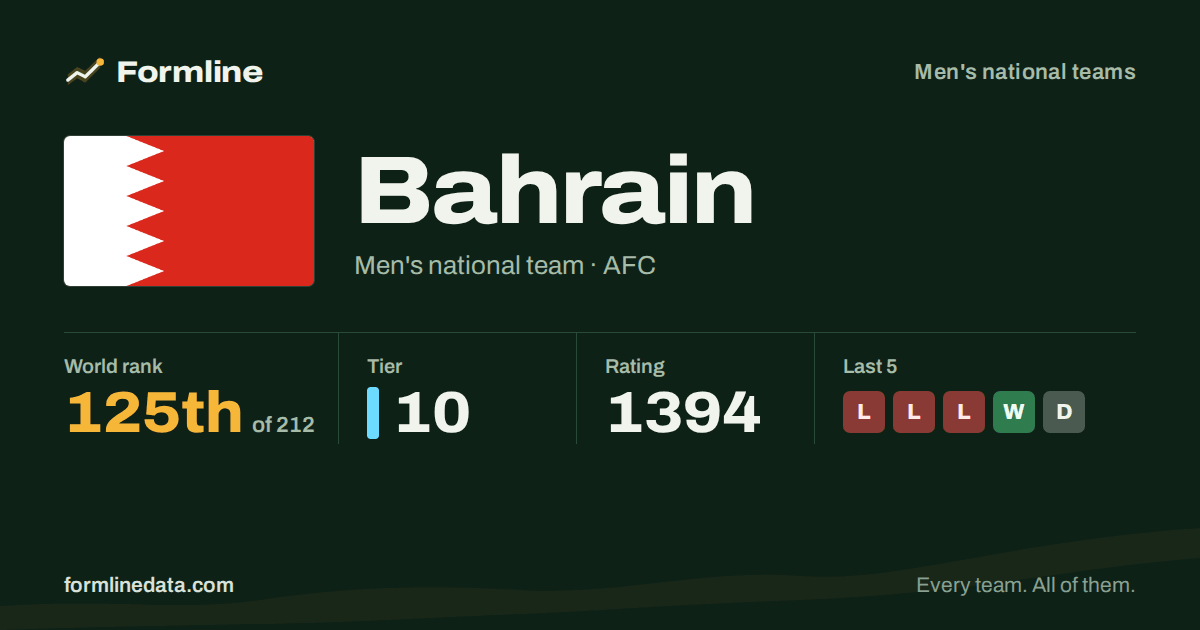 Formline
Men's national teams
Bahrain
Men's national team · AFC
World rank
125th of 212
Tier
10
Rating
1394
Last 5
L L L W D
formlinedata.com
Every team. All of them.